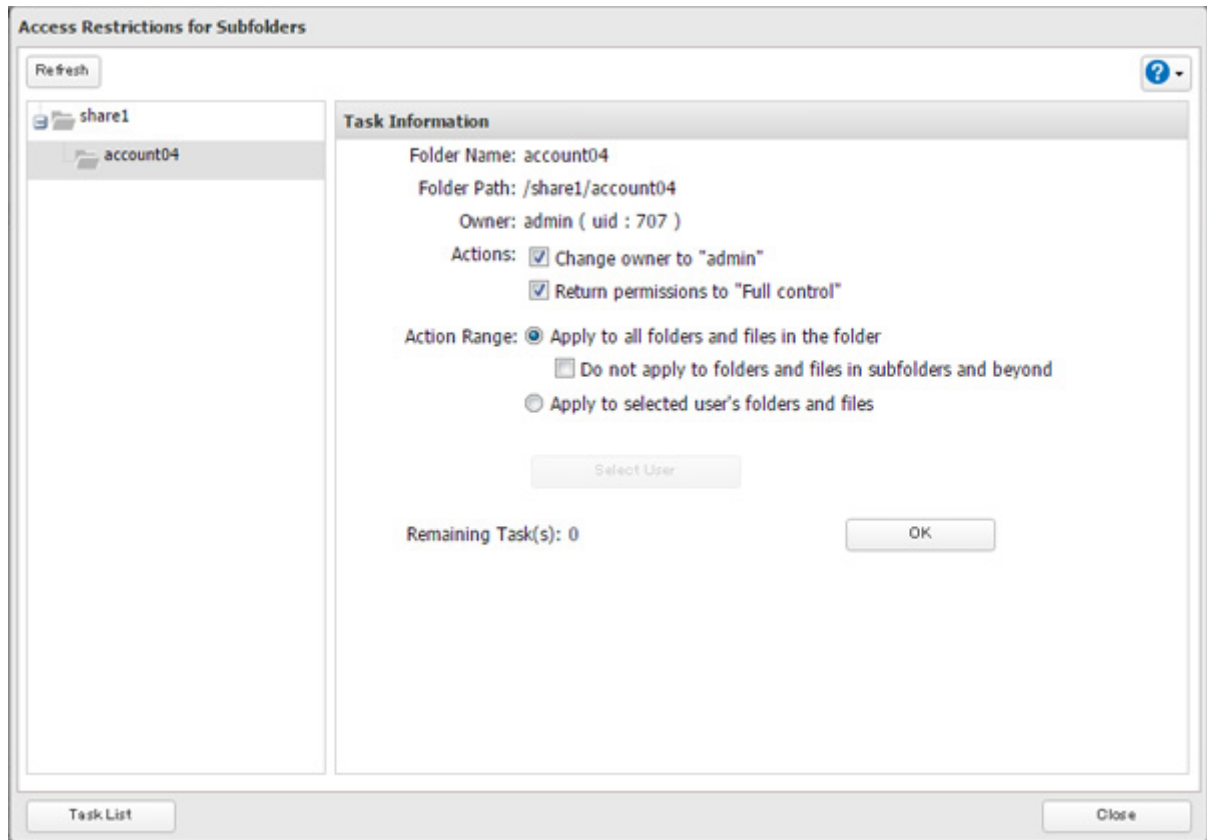 Access Restrictions for Subfolders
Refresh
?
share1
account04
Task Information
Folder Name: account04
Folder Path: /share1/account04
Owner: admin ( uid : 707 )
Actions: Change owner to "admin"
Return permissions to "Full control"
Action Range: Apply to all folders and files in the folder
Do not apply to folders and files in subfolders and beyond
Apply to selected user's folders and files
Select User
Remaining Task(s): 0
OK
Task List
Close